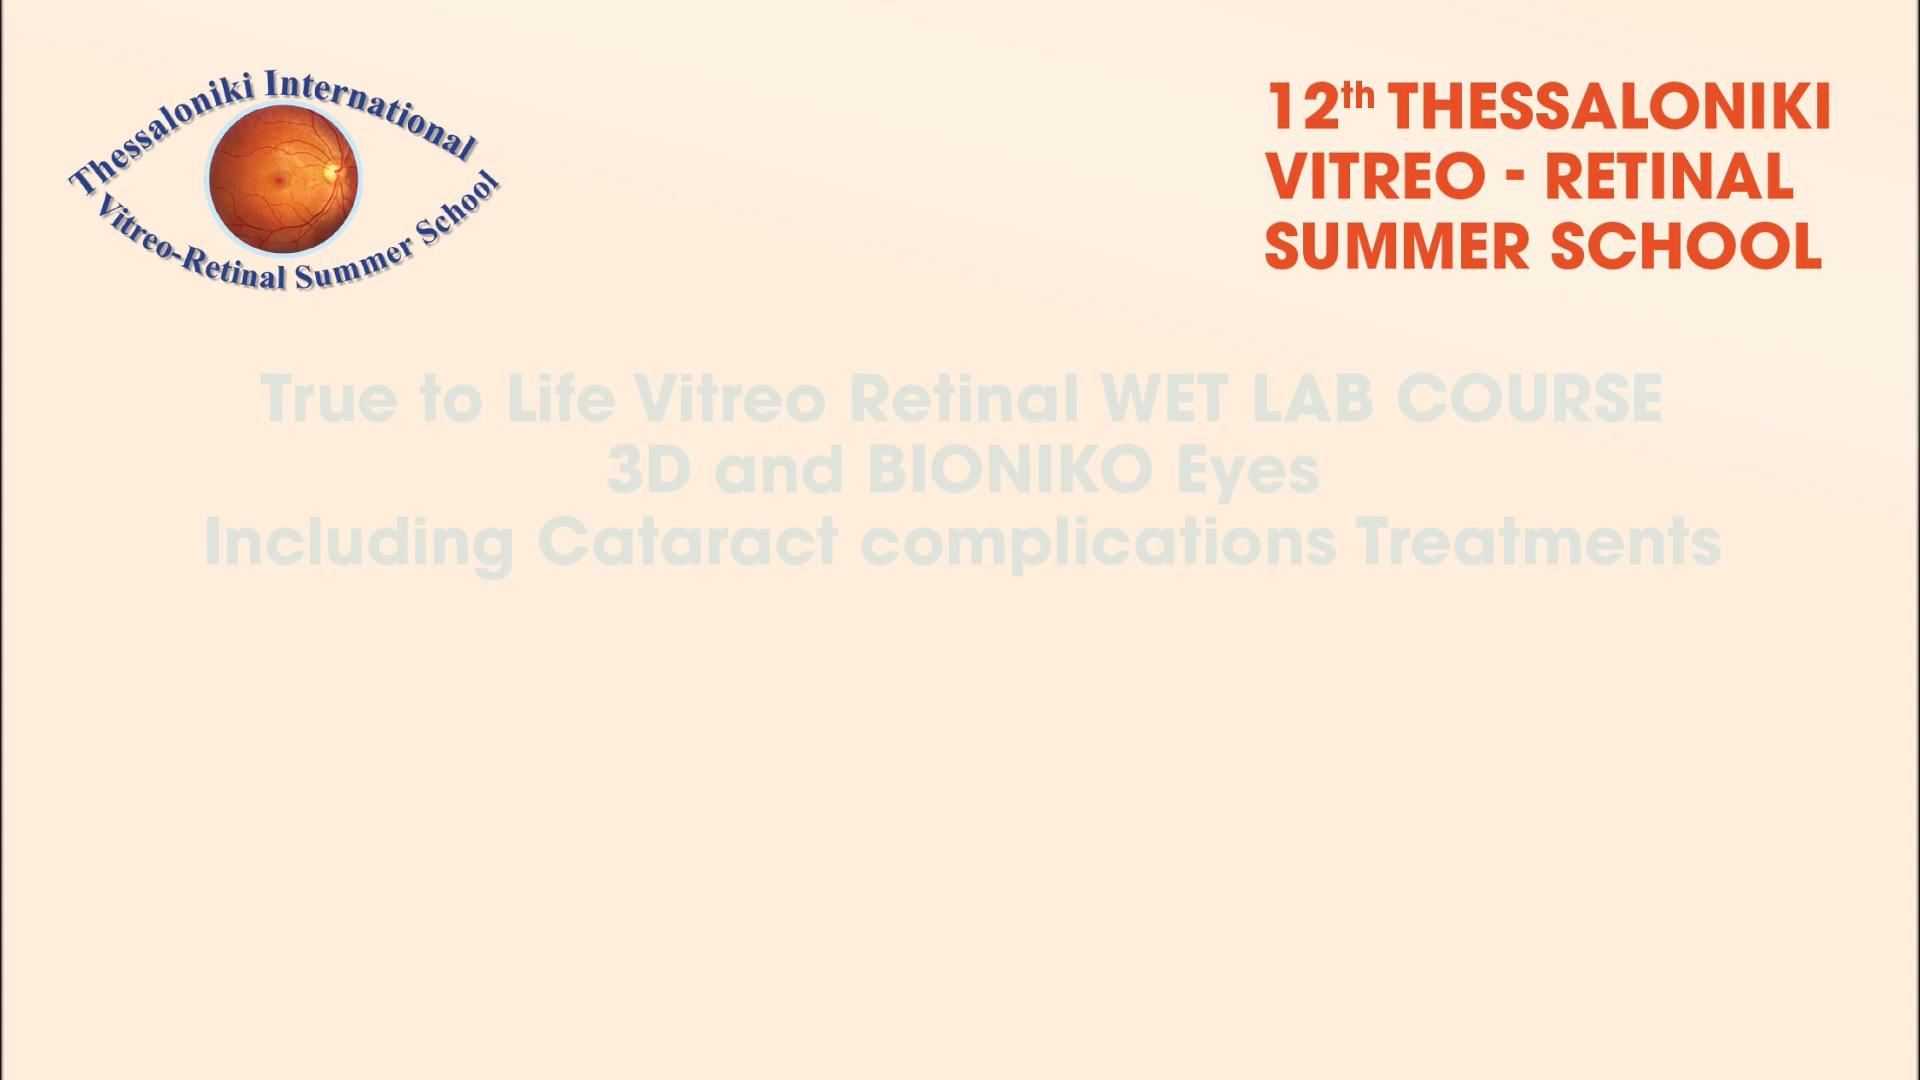 Thessaloniki International
Vitreo-Retinal Summer School
12th THESSALONIKI
VITREO - RETINAL
SUMMER SCHOOL
True to Life Vitreo Retinal WET LAB COURSE
3D and BIONIKO Eyes
Including Cataract complications Treatments